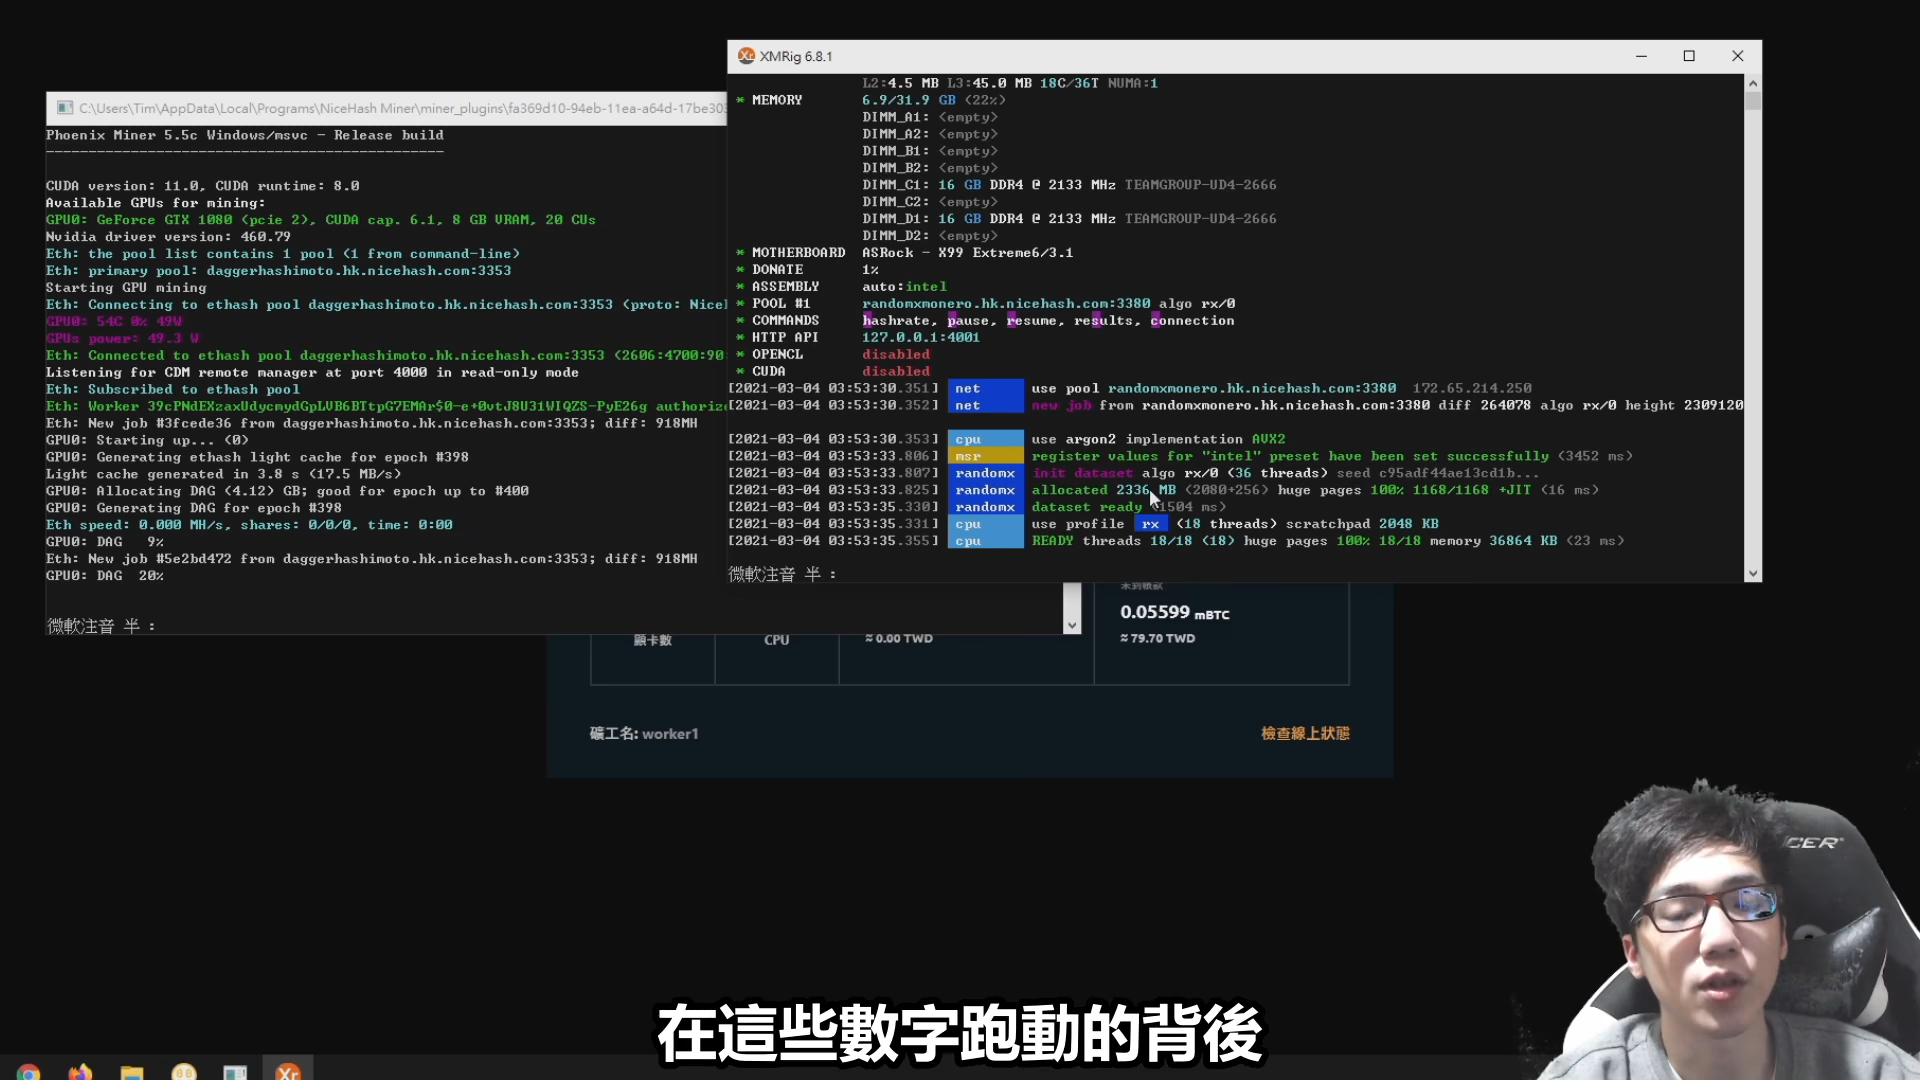 XMRig 6.8.1
L2:4.5 MB L3:45.0 MB 18C/36T NUMA:1
* MEMORY 6.9/31.9 GB (22%)
DIMM_A1: <empty>
DIMM_A2: <empty>
DIMM_B1: <empty>
DIMM_B2: <empty>
DIMM_C1: 16 GB DDR4 @ 2133 MHz TEAMGROUP-UD4-2666
DIMM_C2: <empty>
DIMM_D1: 16 GB DDR4 @ 2133 MHz TEAMGROUP-UD4-2666
DIMM_D2: <empty>
* MOTHERBOARD ASRock - X99 Extreme6/3.1
* DONATE 1%
* ASSEMBLY auto:intel
* POOL #1 randomxmonero.hk.nicehash.com:3380 algo rx/0
* COMMANDS hashrate, pause, resume, results, connection
* HTTP API 127.0.0.1:4001
* OPENCL disabled
* CUDA disabled
[2021-03-04 03:53:30.351] net use pool randomxmonero.hk.nicehash.com:3380 172.65.214.250
[2021-03-04 03:53:30.352] net new job from randomxmonero.hk.nicehash.com:3380 diff 264078 algo rx/0 height 2309120
[2021-03-04 03:53:30.353] cpu use argon2 implementation AVX2
[2021-03-04 03:53:33.806] msr register values for "intel" preset have been set successfully (3452 ms)
[2021-03-04 03:53:33.807] randomx init dataset algo rx/0 (36 threads) seed c95adf44ae13cd1b...
[2021-03-04 03:53:33.825] randomx allocated 2336 MB (2080+256) huge pages 100% 1168/1168 +JIT (16 ms)
[2021-03-04 03:53:35.330] randomx dataset ready (1504 ms)
[2021-03-04 03:53:35.331] cpu use profile rx (18 threads) scratchpad 2048 KB
[2021-03-04 03:53:35.355] cpu READY threads 18/18 (18) huge pages 100% 18/18 memory 36864 KB (23 ms)
微軟注音 半 :
C:\Users\Tim\AppData\Local\Programs\NiceHash Miner\miner_plugins\fa369d10-94eb-11ea-a64d-17be303
Phoenix Miner 5.5c Windows/msvc - Release build
-----------------------------------------------
CUDA version: 11.0, CUDA runtime: 8.0
Available GPUs for mining:
GPU0: GeForce GTX 1080 (pcie 2), CUDA cap. 6.1, 8 GB VRAM, 20 CUs
Nvidia driver version: 460.79
Eth: the pool list contains 1 pool (1 from command-line)
Eth: primary pool: daggerhashimoto.hk.nicehash.com:3353
Starting GPU mining
Eth: Connecting to ethash pool daggerhashimoto.hk.nicehash.com:3353 (proto: Nicel
GPU0: 54C 0% 49W
GPUs power: 49.3 W
Eth: Connected to ethash pool daggerhashimoto.hk.nicehash.com:3353 (2606:4700:90:
Listening for CDM remote manager at port 4000 in read-only mode
Eth: Subscribed to ethash pool
Eth: Worker 39cPNdEXzaxUdycmydGpLVB6BTtpG7EMAr$0-e+0vtJ8U31WIQZS-PyE26g authorize
Eth: New job #3fcede36 from daggerhashimoto.hk.nicehash.com:3353; diff: 918MH
GPU0: Starting up... (0)
GPU0: Generating ethash light cache for epoch #398
Light cache generated in 3.8 s (17.5 MB/s)
GPU0: Allocating DAG (4.12) GB; good for epoch up to #400
GPU0: Generating DAG for epoch #398
Eth speed: 0.000 MH/s, shares: 0/0/0, time: 0:00
GPU0: DAG 9%
Eth: New job #5e2bd472 from daggerhashimoto.hk.nicehash.com:3353; diff: 918MH
GPU0: DAG 20%
微軟注音 半 :
未到帳款
0.05599 mBTC
≈ 79.70 TWD
顯卡數 CPU ≈ 0.00 TWD
礦工名: worker1
檢查線上狀態
在這些數字跑動的背後